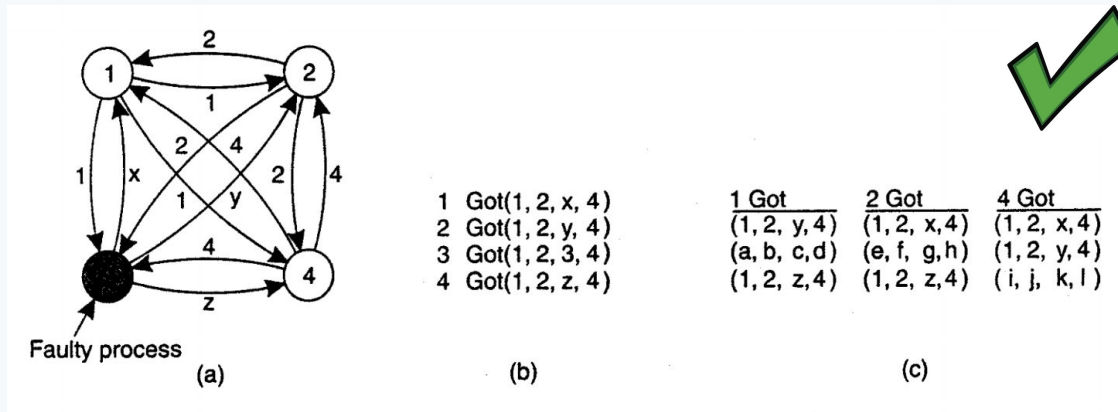 2
1
2
1
2
4
1
x
1
y
2
4
4
4
z
Faulty process
(a)
1 Got(1, 2, x, 4)
2 Got(1, 2, y, 4)
3 Got(1, 2, 3, 4)
4 Got(1, 2, z, 4)
(b)
1 Got 2 Got 4 Got
(1, 2, y,4) (1, 2, x,4) (1, 2, x,4)
(a, b, c,d) (e, f, g,h) (1, 2, y,4)
(1, 2, z,4) (1, 2, z,4) (i, j, k, l)
(c)